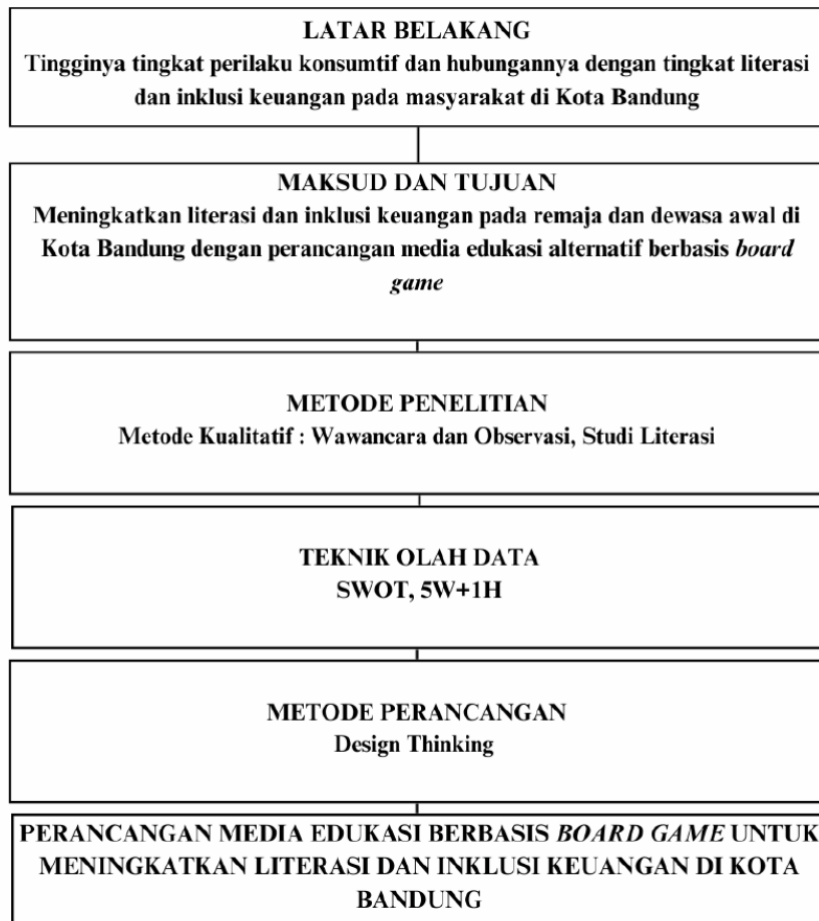 LATAR BELAKANG
Tingginya tingkat perilaku konsumtif dan hubungannya dengan tingkat literasi
dan inklusi keuangan pada masyarakat di Kota Bandung
MAKSUD DAN TUJUAN
Meningkatkan literasi dan inklusi keuangan pada remaja dan dewasa awal di
Kota Bandung dengan perancangan media edukasi alternatif berbasis board
game
METODE PENELITIAN
Metode Kualitatif : Wawancara dan Observasi, Studi Literasi
TEKNIK OLAH DATA
SWOT, 5W+1H
METODE PERANCANGAN
Design Thinking
PERANCANGAN MEDIA EDUKASI BERBASIS BOARD GAME UNTUK
MENINGKATKAN LITERASI DAN INKLUSI KEUANGAN DI KOTA
BANDUNG